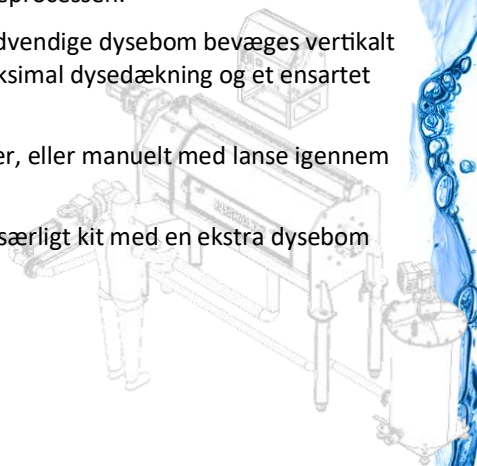 eprocessen.
dvendige dysebom bevæges vertikalt
ksimal dysedækning og et ensartet
er, eller manuelt med lanse igennem
særligt kit med en ekstra dysebom